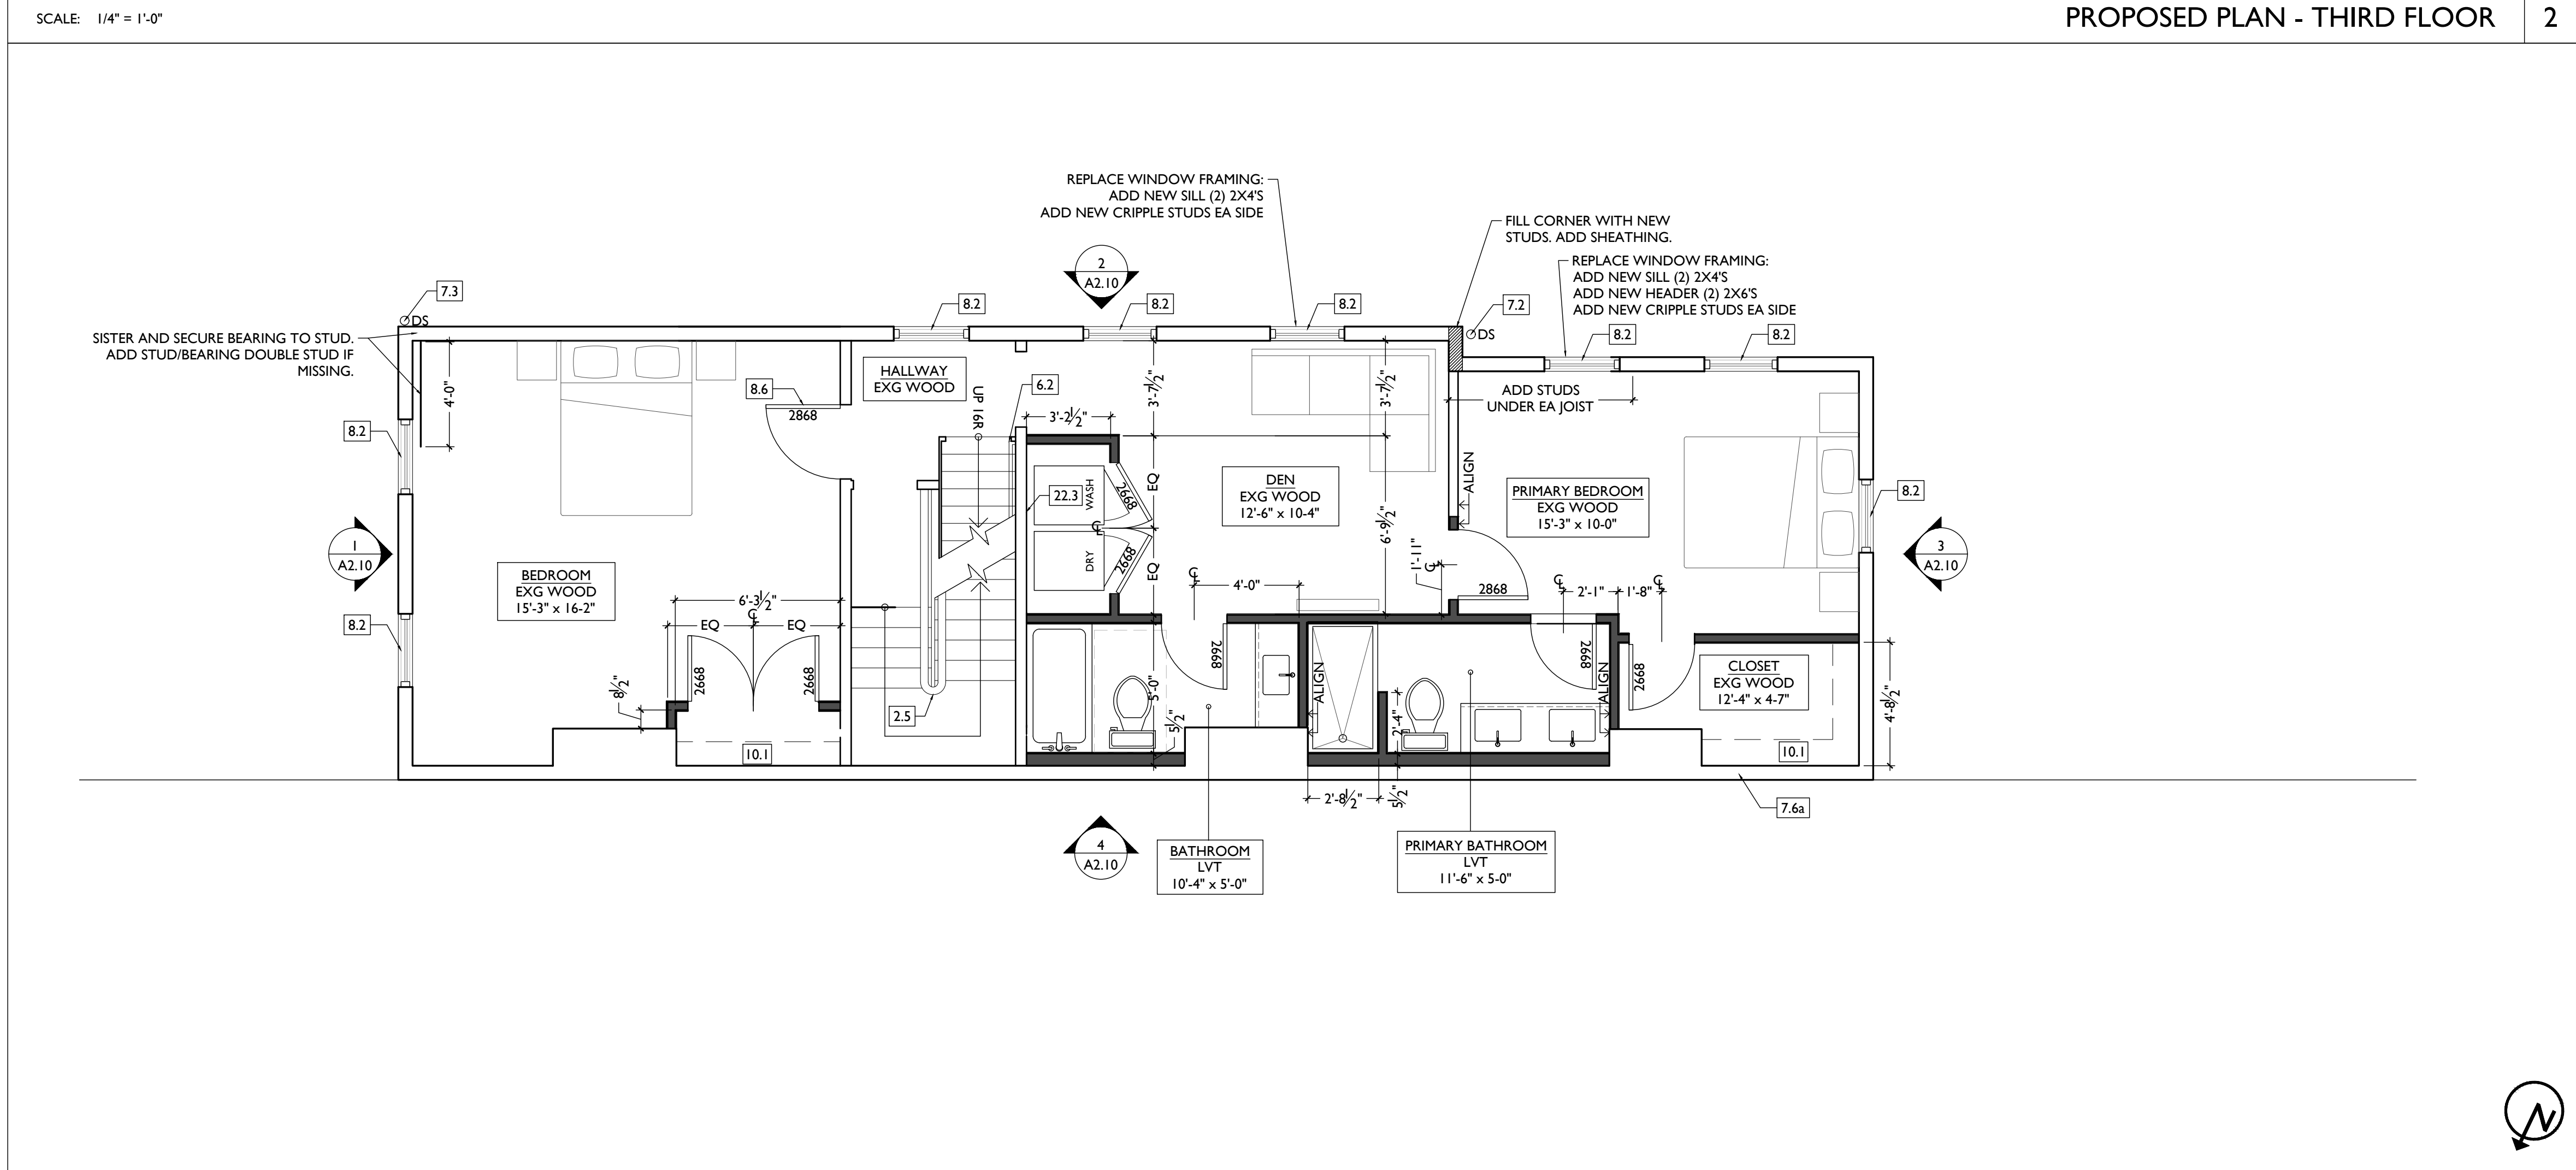 SCALE: 1/4" = 1'-0"
PROPOSED PLAN - THIRD FLOOR
2
REPLACE WINDOW FRAMING:
ADD NEW SILL (2) 2X4'S
ADD NEW CRIPPLE STUDS EA SIDE
FILL CORNER WITH NEW
STUDS. ADD SHEATHING.
REPLACE WINDOW FRAMING:
ADD NEW SILL (2) 2X4'S
ADD NEW HEADER (2) 2X6'S
ADD NEW CRIPPLE STUDS EA SIDE
2
A2.10
7.3
DS
8.2
8.2
8.2
7.2
DS
8.2
8.2
SISTER AND SECURE BEARING TO STUD.
ADD STUD/BEARING DOUBLE STUD IF
MISSING.
4'-0"
8.6
2868
HALLWAY
EXG WOOD
UP 16R
6.2
3'-2 1/2"
3'-7 1/2"
3'-7 1/2"
ADD STUDS
UNDER EA JOIST
8.2
ALIGN
22.3
WASH
2668
EQ
DEN
EXG WOOD
12'-6" x 10-4"
6'-9 1/2"
PRIMARY BEDROOM
EXG WOOD
15'-3" x 10-0"
8.2
1
A2.10
3
A2.10
DRY
2668
EQ
CL
CL
4'-0"
1'-11"
CL
2868
CL
2'-1"
1'-8"
CL
BEDROOM
EXG WOOD
15'-3" x 16-2"
6'-3 1/2"
CL
EQ
EQ
8.2
2668
2668
8 1/2"
2.5
10.1
5'-0"
5 1/2"
2668
ALIGN
2'-4"
2668
ALIGN
2668
CLOSET
EXG WOOD
12'-4" x 4-7"
4'-8 1/2"
10.1
2'-8 1/2"
5 1/2"
7.6a
4
A2.10
BATHROOM
LVT
10'-4" x 5'-0"
PRIMARY BATHROOM
LVT
11'-6" x 5-0"
N